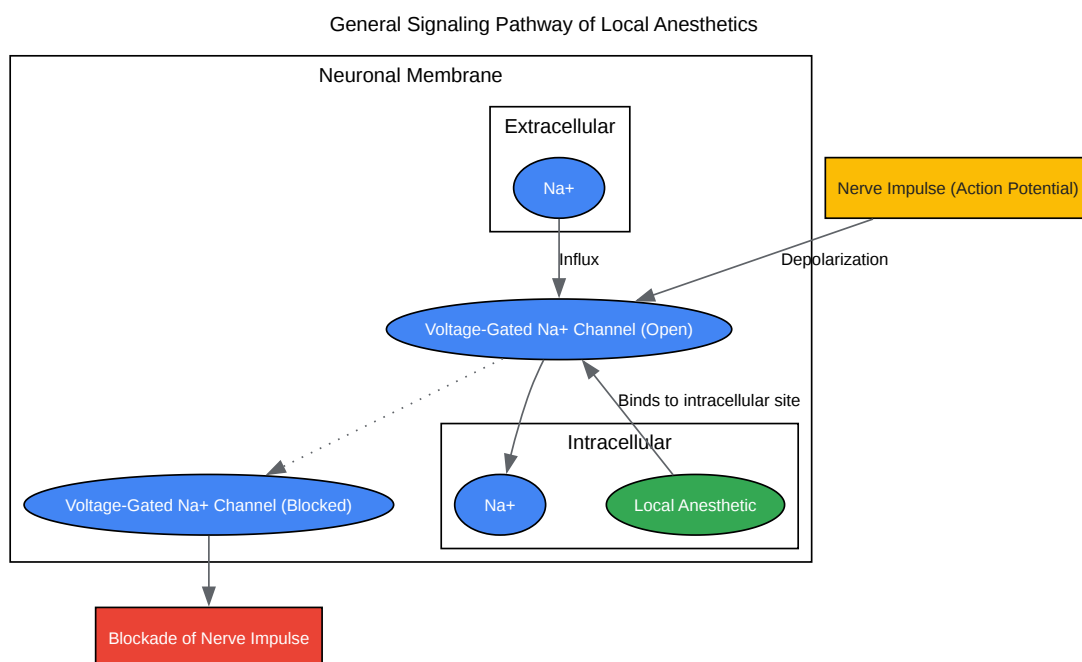 General Signaling Pathway of Local Anesthetics
Neuronal Membrane
Extracellular
Na+
Nerve Impulse (Action Potential)
Influx
Depolarization
Voltage-Gated Na+ Channel (Open)
Binds to intracellular site
Intracellular
Voltage-Gated Na+ Channel (Blocked)
Na+
Local Anesthetic
Blockade of Nerve Impulse